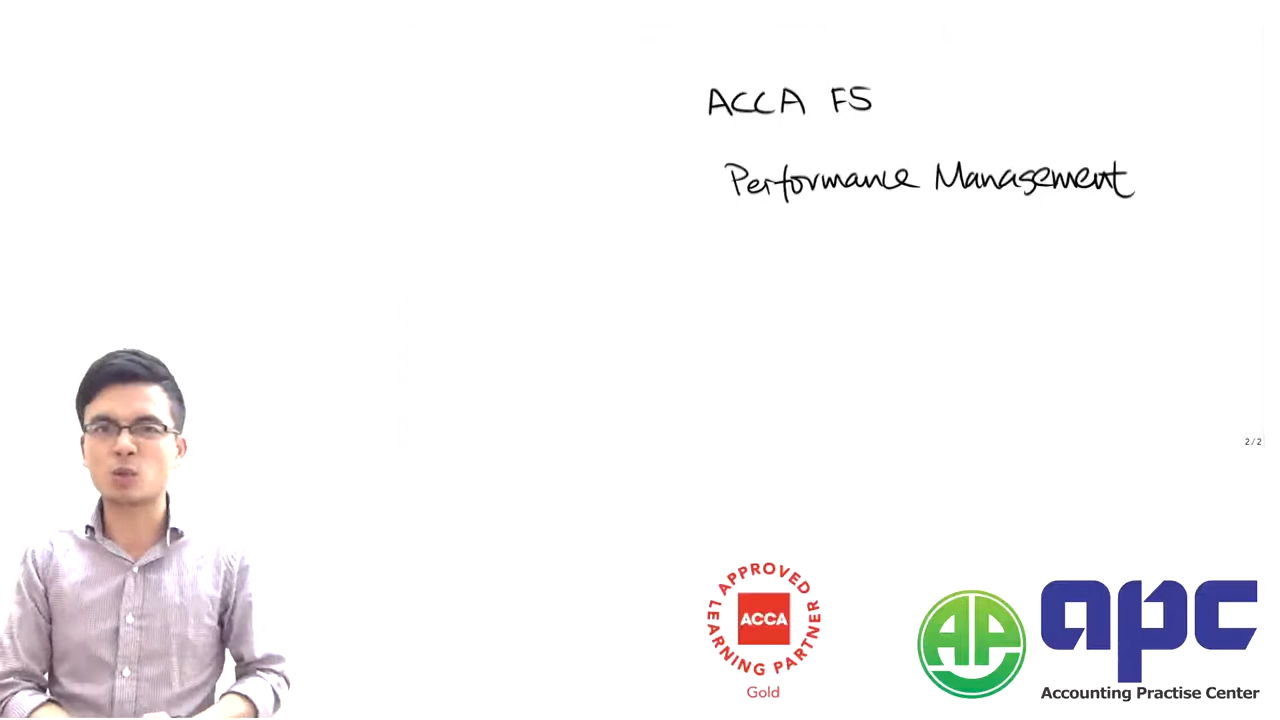 ACCA F5
Performance Management
2 / 2
APPROVED
ACCA
LEARNING PARTNER
Gold
AP
apc
Accounting Practise Center